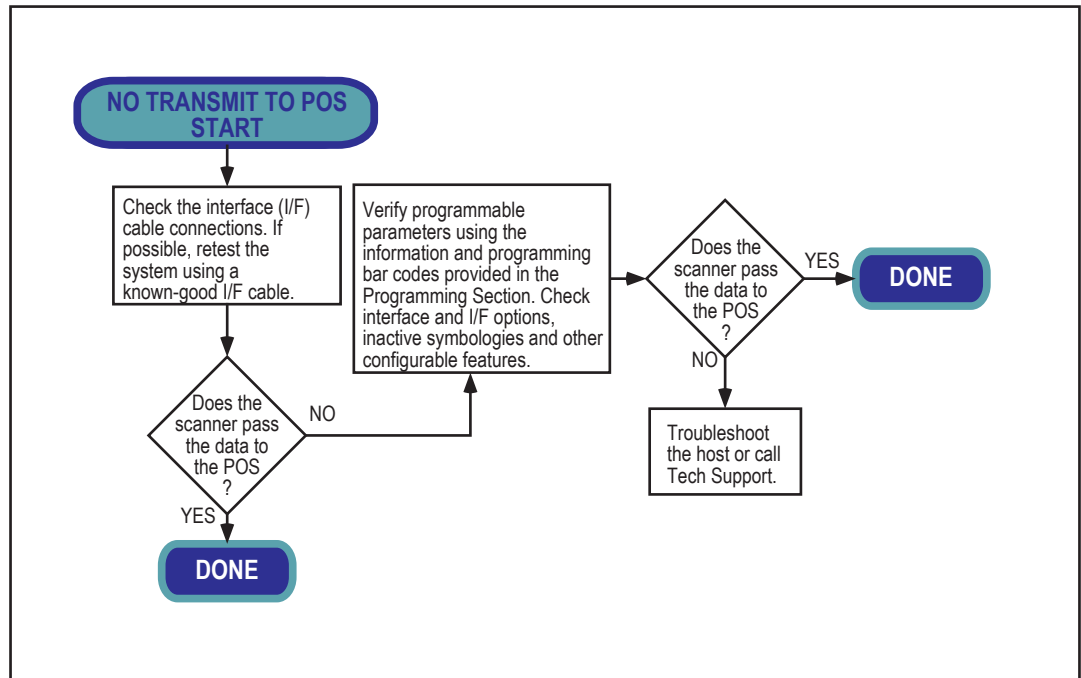 NO TRANSMIT TO POS
START
Check the interface (I/F)
cable connections. If
possible, retest the
system using a
known-good I/F cable.
Does the
scanner pass
the data to
the POS
?
NO
YES
DONE
Verify programmable
parameters using the
information and programming
bar codes provided in the
Programming Section. Check
interface and I/F options,
inactive symbologies and other
configurable features.
Does the
scanner pass
the data to
the POS
?
YES
DONE
NO
Troubleshoot
the host or call
Tech Support.